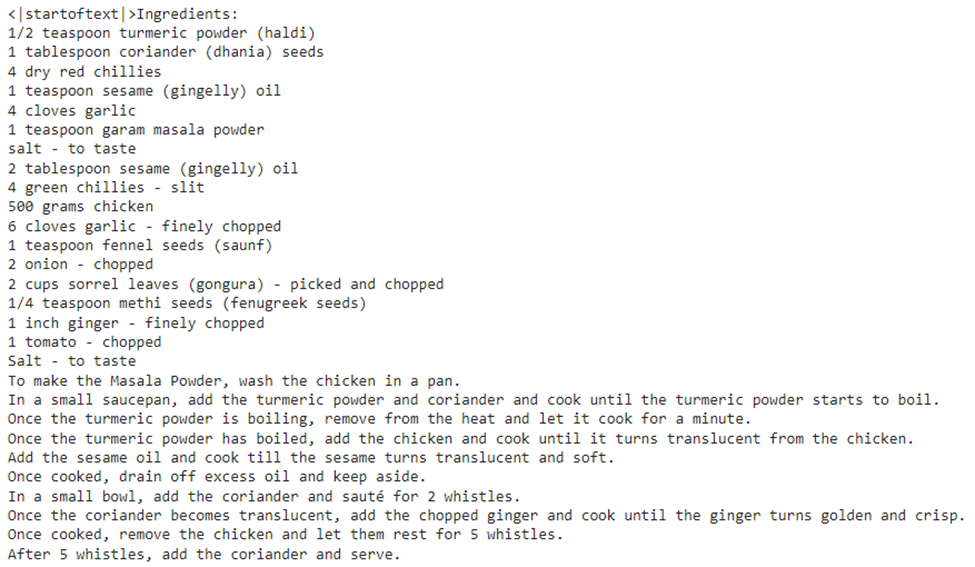 <|startoftext|>Ingredients:
1/2 teaspoon turmeric powder (haldi)
1 tablespoon coriander (dhania) seeds
4 dry red chillies
1 teaspoon sesame (gingelly) oil
4 cloves garlic
1 teaspoon garam masala powder
salt - to taste
2 tablespoon sesame (gingelly) oil
4 green chillies - slit
500 grams chicken
6 cloves garlic - finely chopped
1 teaspoon fennel seeds (saunf)
2 onion - chopped
2 cups sorrel leaves (gongura) - picked and chopped
1/4 teaspoon methi seeds (fenugreek seeds)
1 inch ginger - finely chopped
1 tomato - chopped
Salt - to taste
To make the Masala Powder, wash the chicken in a pan.
In a small saucepan, add the turmeric powder and coriander and cook until the turmeric powder starts to boil.
Once the turmeric powder is boiling, remove from the heat and let it cook for a minute.
Once the turmeric powder has boiled, add the chicken and cook until it turns translucent from the chicken.
Add the sesame oil and cook till the sesame turns translucent and soft.
Once cooked, drain off excess oil and keep aside.
In a small bowl, add the coriander and sauté for 2 whistles.
Once the coriander becomes translucent, add the chopped ginger and cook until the ginger turns golden and crisp.
Once cooked, remove the chicken and let them rest for 5 whistles.
After 5 whistles, add the coriander and serve.